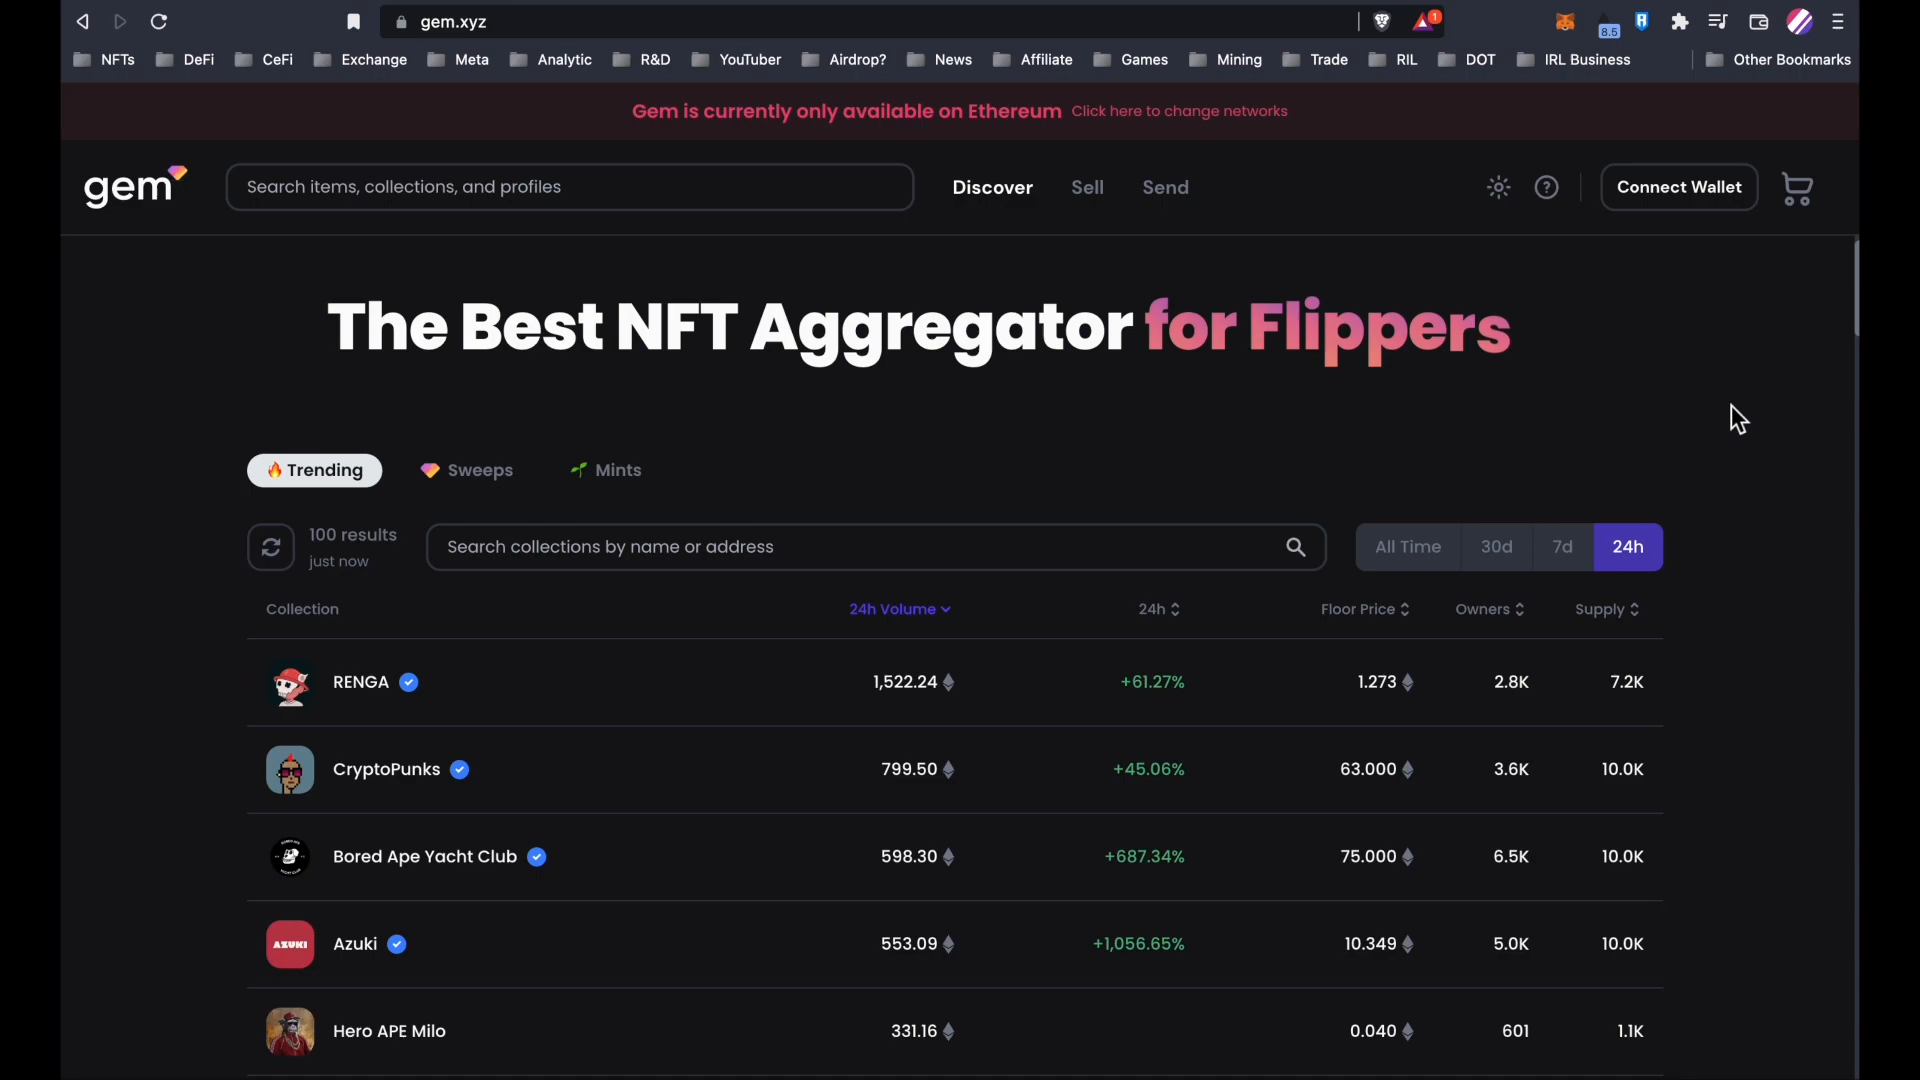 gem.xyz
1
8.5
NFTs DeFi CeFi Exchange Meta Analytic R&D YouTuber Airdrop? News Affiliate Games Mining Trade RIL DOT IRL Business Other Bookmarks
Gem is currently only available on Ethereum Click here to change networks
gem Search items, collections, and profiles Discover Sell Send Connect Wallet
The Best NFT Aggregator for Flippers
Trending Sweeps Mints
100 results
just now
Search collections by name or address All Time 30d 7d 24h
Collection 24h Volume 24h Floor Price Owners Supply
RENGA 1,522.24 +61.27% 1.273 2.8K 7.2K
CryptoPunks 799.50 +45.06% 63.000 3.6K 10.0K
Bored Ape Yacht Club 598.30 +687.34% 75.000 6.5K 10.0K
AZUKI Azuki 553.09 +1,056.65% 10.349 5.0K 10.0K
Hero APE Milo 331.16 0.040 601 1.1K